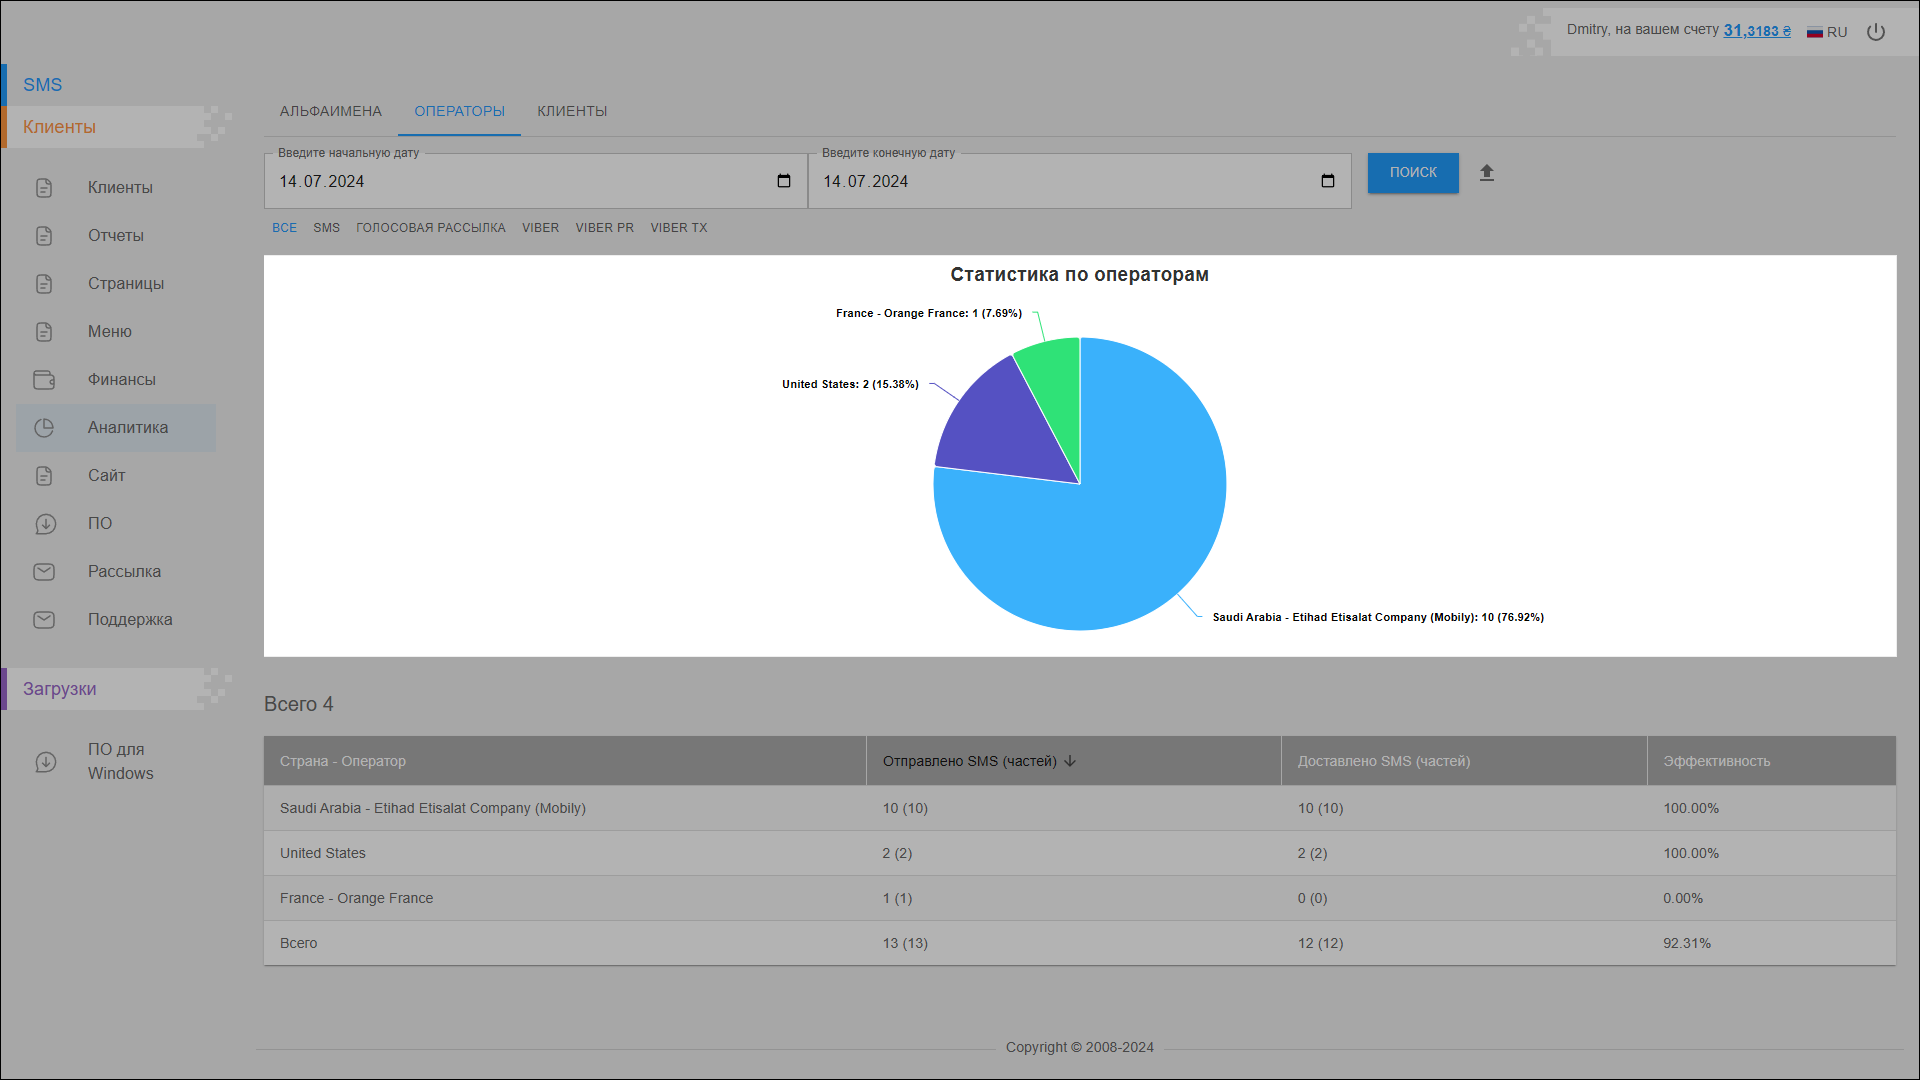 Dmitry, на вашем счету 31,3183 ₴
RU
SMS
Клиенты
Клиенты
Отчеты
Страницы
Меню
Финансы
Аналитика
Сайт
ПО
Рассылка
Поддержка
Загрузки
ПО для
Windows
АЛЬФАИМЕНА ОПЕРАТОРЫ КЛИЕНТЫ
Введите начальную дату
14.07.2024
Введите конечную дату
14.07.2024
ПОИСК
ВСЕ SMS ГОЛОСОВАЯ РАССЫЛКА VIBER VIBER PR VIBER TX
Статистика по операторам
France - Orange France: 1 (7.69%)
United States: 2 (15.38%)
Saudi Arabia - Etihad Etisalat Company (Mobily): 10 (76.92%)
Всего 4
Страна - Оператор Отправлено SMS (частей) Доставлено SMS (частей) Эффективность
Saudi Arabia - Etihad Etisalat Company (Mobily) 10 (10) 10 (10) 100.00%
United States 2 (2) 2 (2) 100.00%
France - Orange France 1 (1) 0 (0) 0.00%
Всего 13 (13) 12 (12) 92.31%
Copyright © 2008-2024